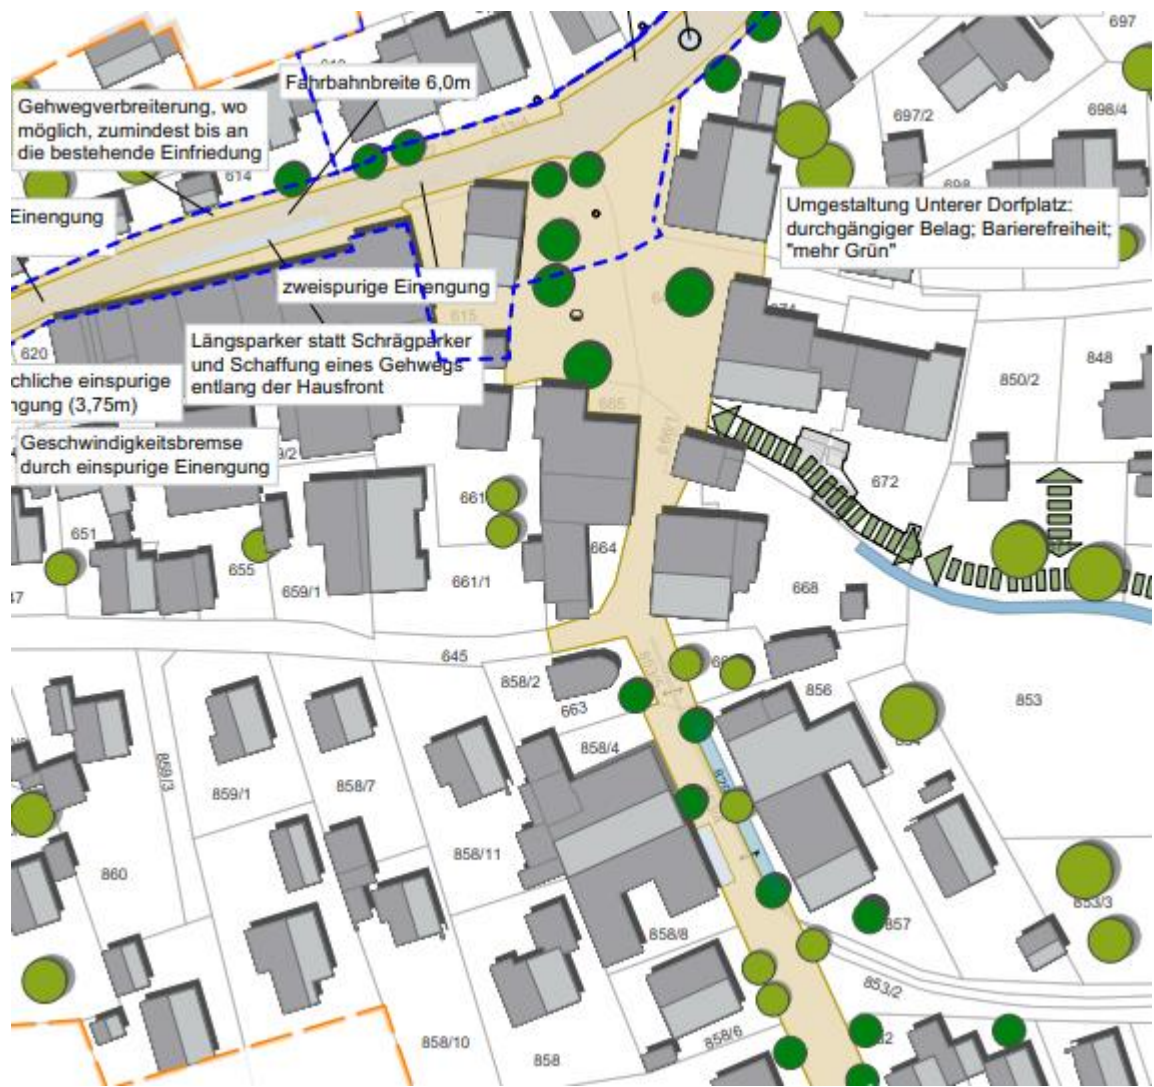 697
Fahrbahnbreite 6,0m
Gehwegverbreiterung, wo
möglich, zumindest bis an
die bestehende Einfriedung
697/2
698/4
614
698
Einengung
Umgestaltung Unterer Dorfplatz:
durchgängiger Belag; Barierefreiheit;
"mehr Grün"
zweispurige Einengung
615
Längsparker statt Schrägparker
und Schaffung eines Gehwegs
entlang der Hausfront
620
848
850/2
chliche einspurige
ngung (3,75m)
665
Geschwindigkeitsbremse
durch einspurige Einengung
672
661
651
664
655
659/1
661/1
668
645
858/2
856
663
853
858/4
859/3
859/1
858/7
858/11
860
853/3
857
858/8
853/2
858/6
858/10
858